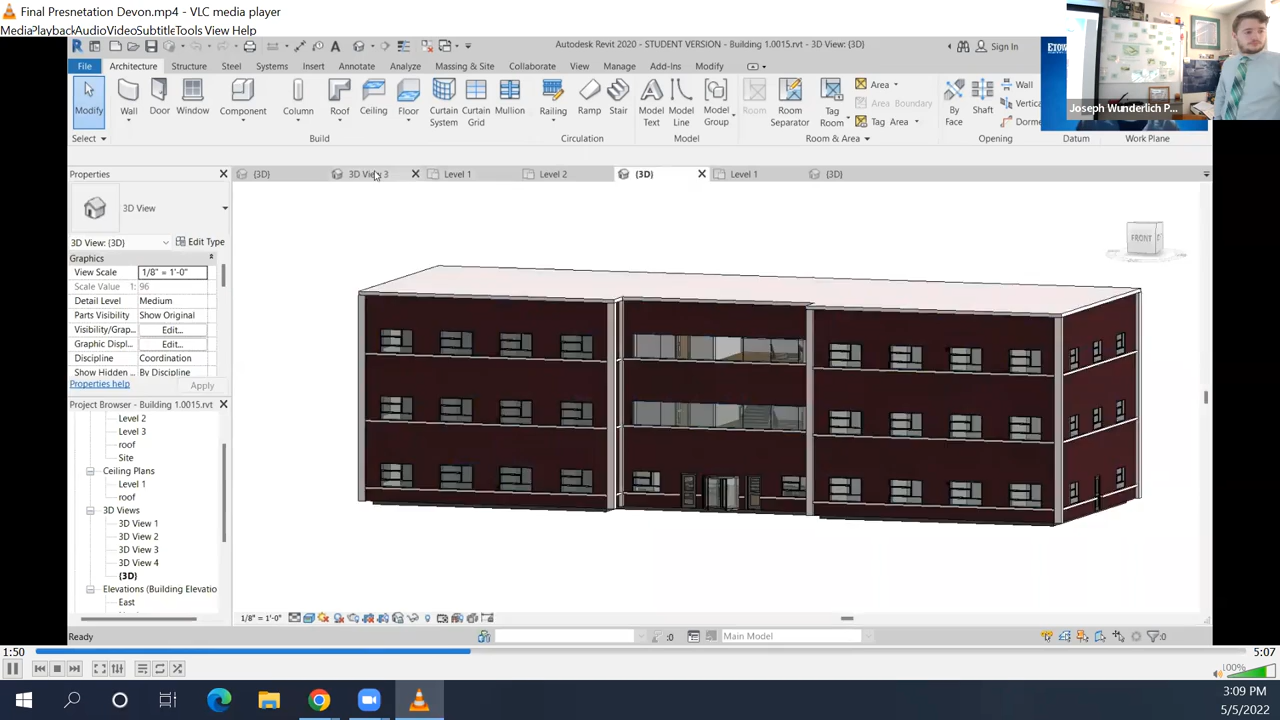 Final Presnetation Devon.mp4 - VLC media player
Media Playback Audio Video Subtitle Tools View Help
Autodesk Revit 2020 - STUDENT VERSION - Building 1.0015.rvt - 3D View: {3D}
Sign In
File Architecture Structure Steel Systems Insert Annotate Analyze Massing & Site Collaborate View Manage Add-Ins Modify
Joseph Wunderlich P...
Modify Wall Door Window Component Column Roof Ceiling Floor Curtain System Curtain Grid Mullion Railing Ramp Stair Model Text Model Line Model Group Room Room Separator Tag Room
Area
Area Boundary
Tag Area
By Face Shaft
Wall
Vertica
Dorme
Select Build Circulation Model Room & Area Opening Datum Work Plane
Properties
{3D} 3D View 3 Level 1 Level 2 {3D} Level 1 {3D}
3D View
3D View: {3D} Edit Type
Graphics
View Scale 1/8" = 1'-0"
Scale Value 1: 96
Detail Level Medium
Parts Visibility Show Original
Visibility/Grap... Edit...
Graphic Displ... Edit...
Discipline Coordination
Show Hidden By Discipline
Properties help Apply
Project Browser - Building 1.0015.rvt
Level 2
Level 3
roof
Site
Ceiling Plans
Level 1
roof
3D Views
3D View 1
3D View 2
3D View 3
3D View 4
{3D}
Elevations (Building Elevatio
East
FRONT
1/8" = 1'-0"
Ready
:0
Main Model
:0
1:50
5:07
100%
3:09 PM
5/5/2022